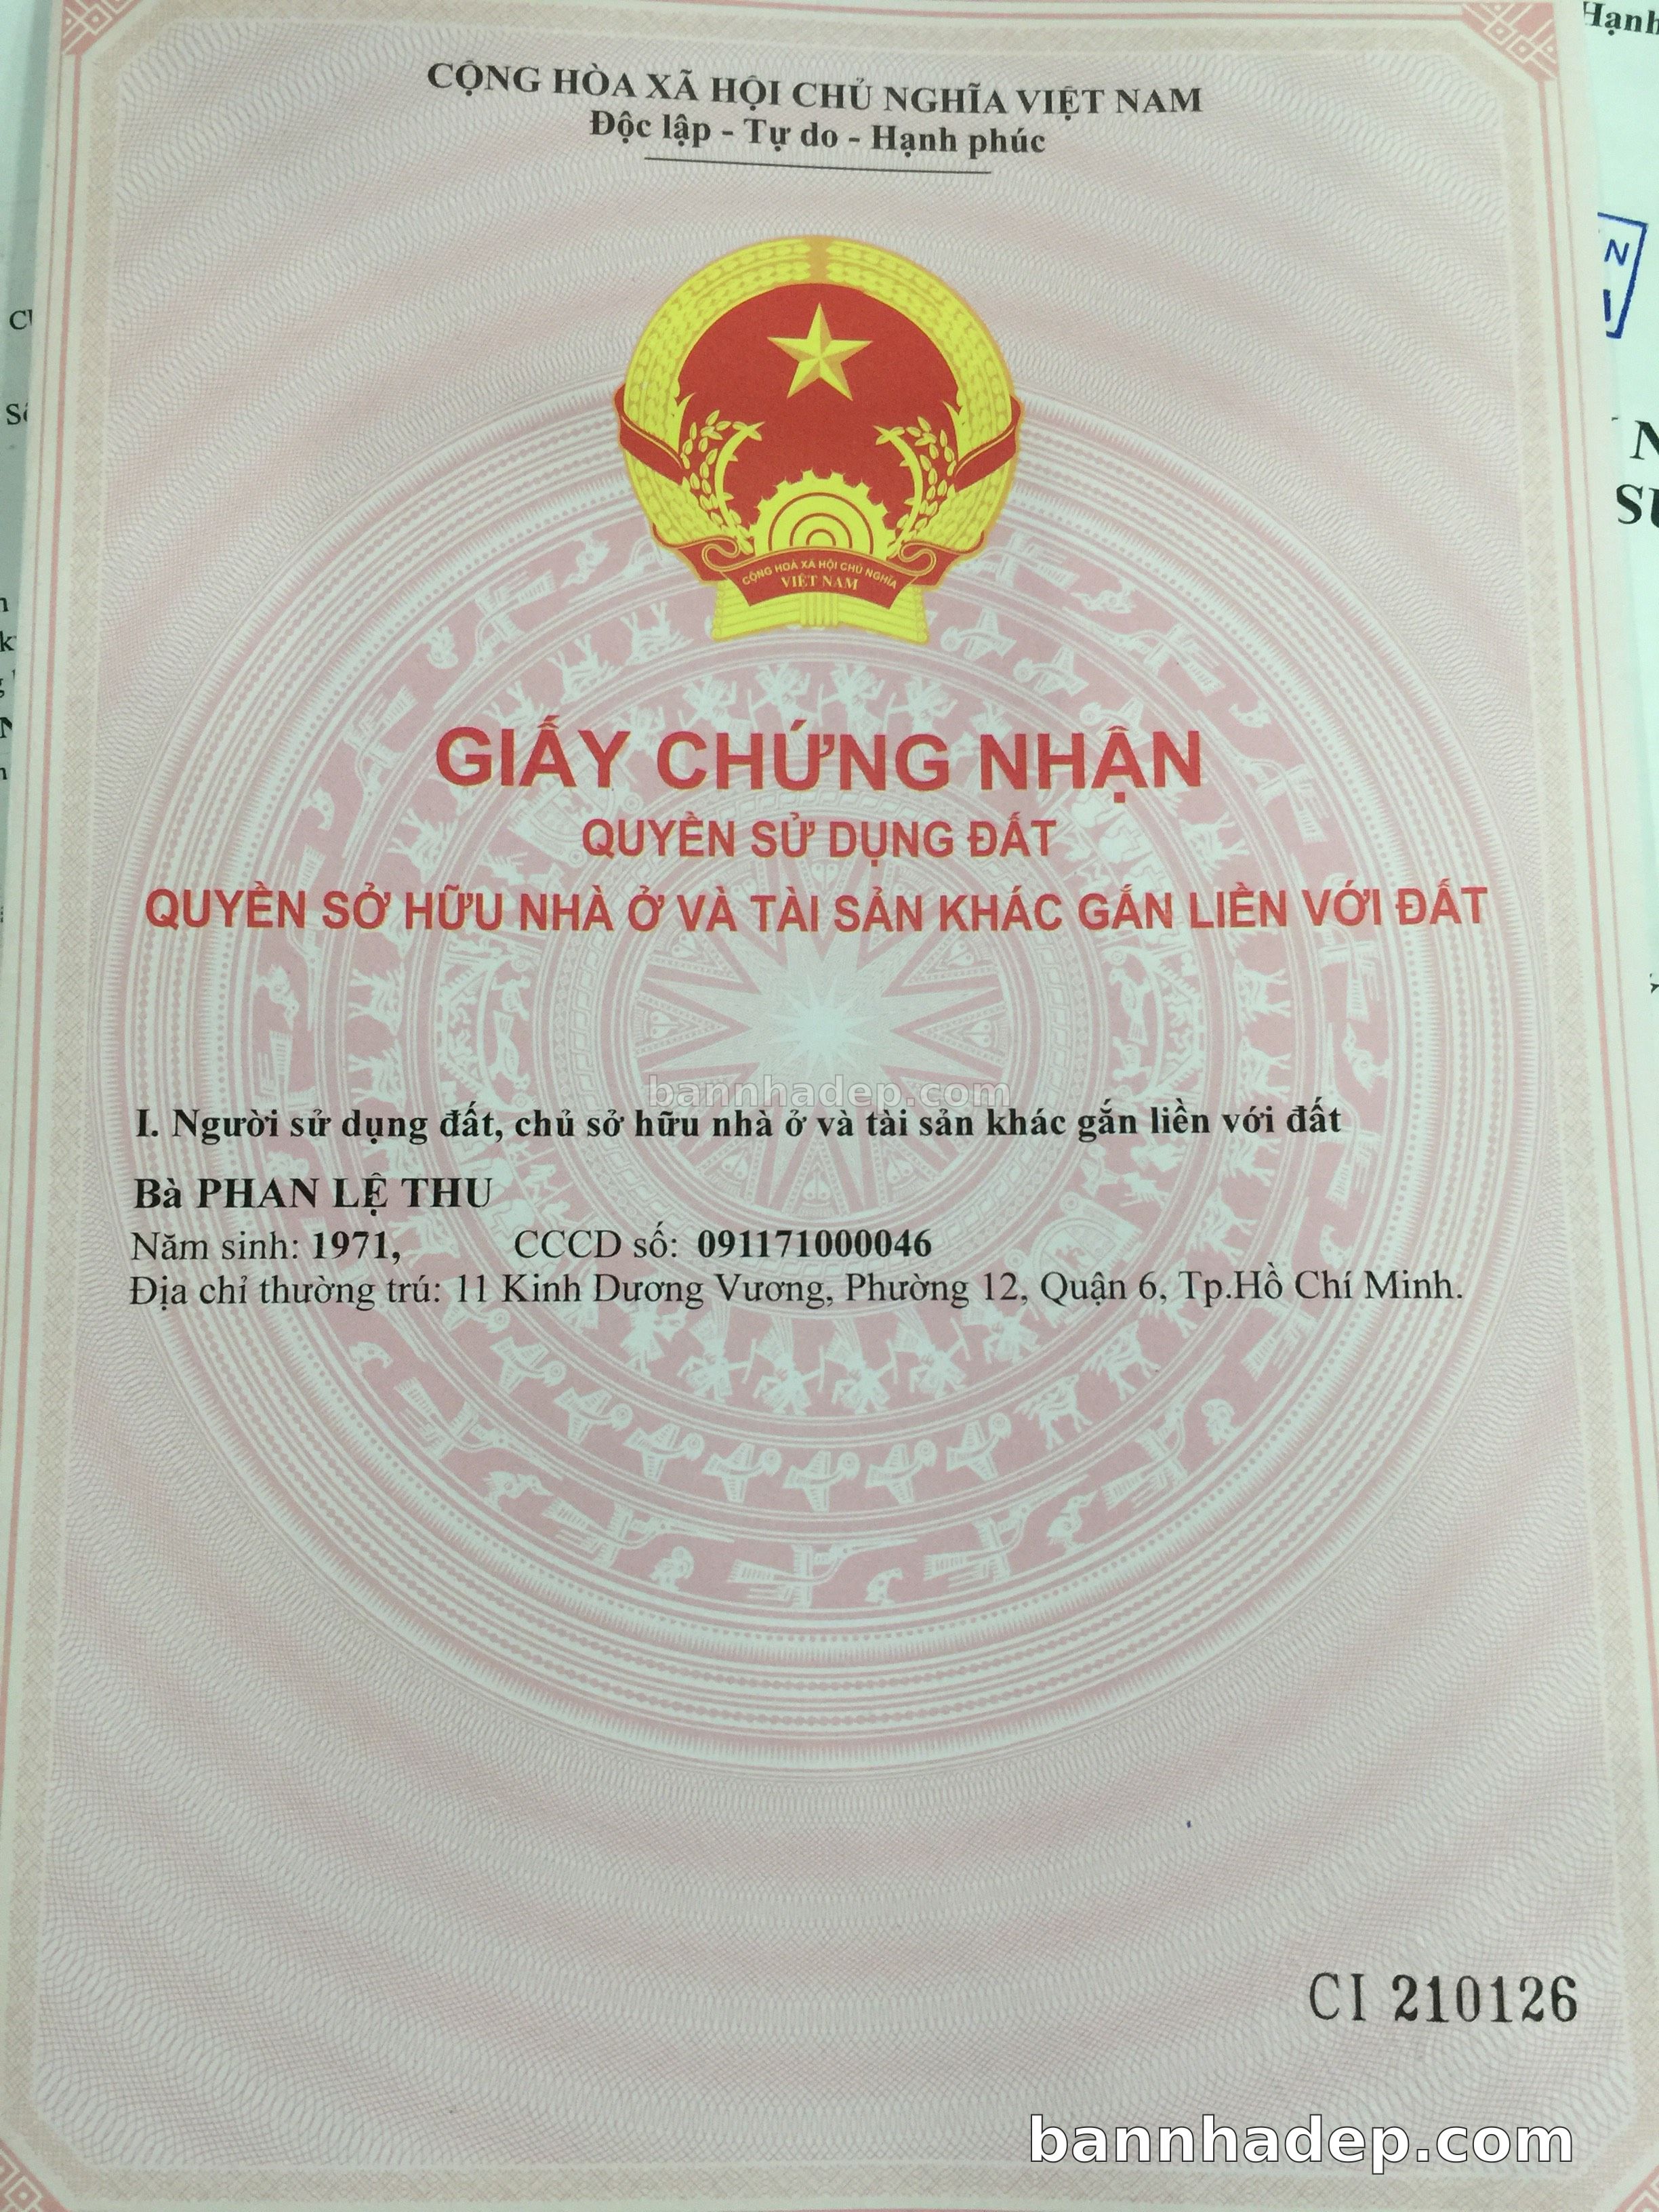 CỘNG HÒA XÃ HỘI CHỦ NGHĨA VIỆT NAM
Độc lập - Tự do - Hạnh phúc
CỘNG HOÀ XÃ HỘI CHỦ NGHĨA
VIỆT NAM
GIẤY CHỨNG NHẬN
QUYỀN SỬ DỤNG ĐẤT
QUYỀN SỞ HỮU NHÀ Ở VÀ TÀI SẢN KHÁC GẮN LIỀN VỚI ĐẤT
bannhadep.com
I. Người sử dụng đất, chủ sở hữu nhà ở và tài sản khác gắn liền với đất
Bà PHAN LỆ THU
Năm sinh: 1971, CCCD số: 091171000046
Địa chỉ thường trú: 11 Kinh Dương Vương, Phường 12, Quận 6, Tp.Hồ Chí Minh.
CI 210126
bannhadep.com